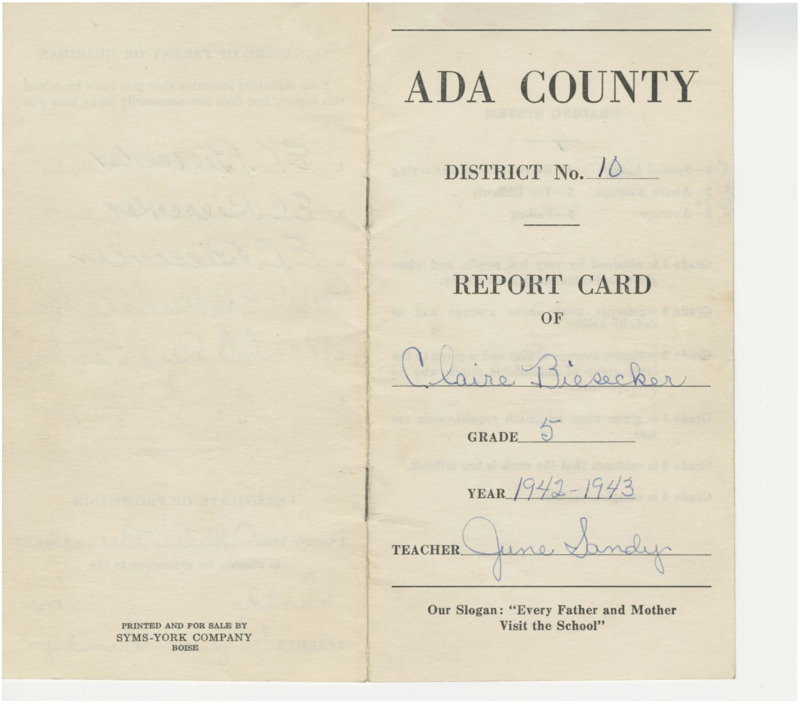 PRINTED AND FOR SALE BY
SYMS-YORK COMPANY
BOISE
ADA COUNTY
DISTRICT No. 10
REPORT CARD
OF
Claire Biesecker
GRADE 5
YEAR 1942-1943
TEACHER June Sandy
Our Slogan: "Every Father and Mother
Visit the School"